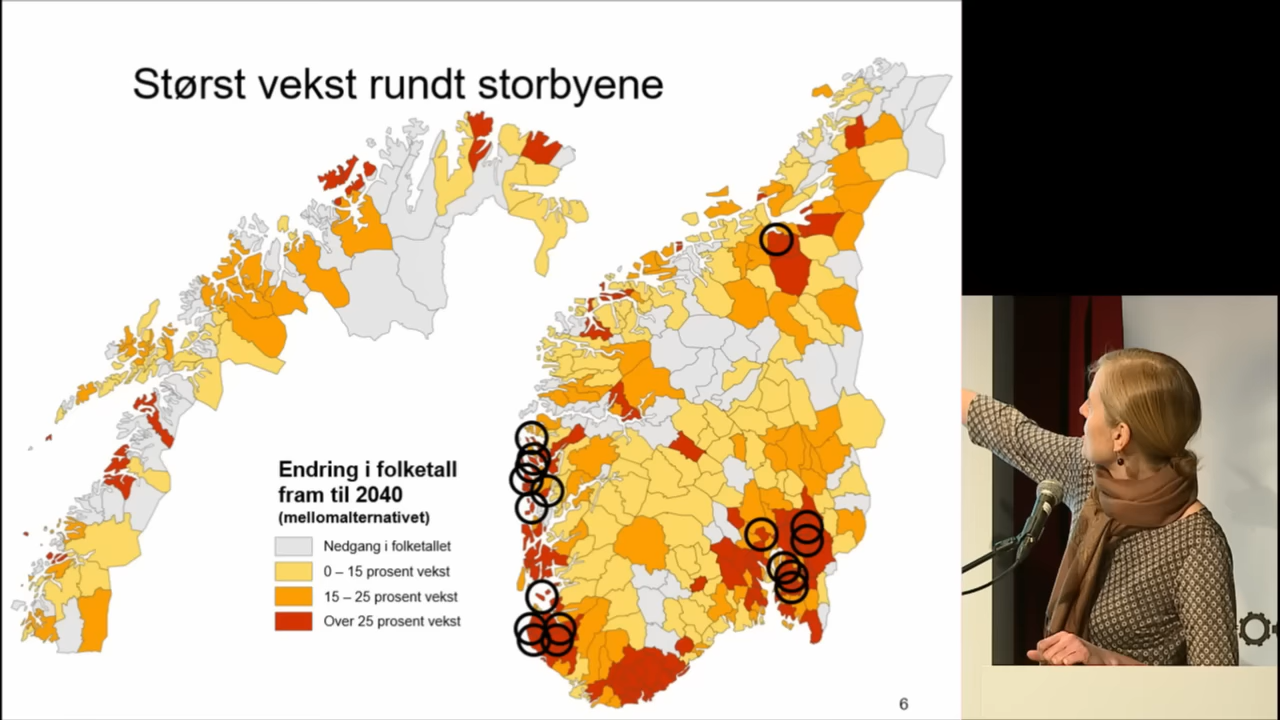 Størst vekst rundt storbyene
Endring i folketall
fram til 2040
(mellomalternativet)
Nedgang i folketallet
0 – 15 prosent vekst
15 – 25 prosent vekst
Over 25 prosent vekst
6